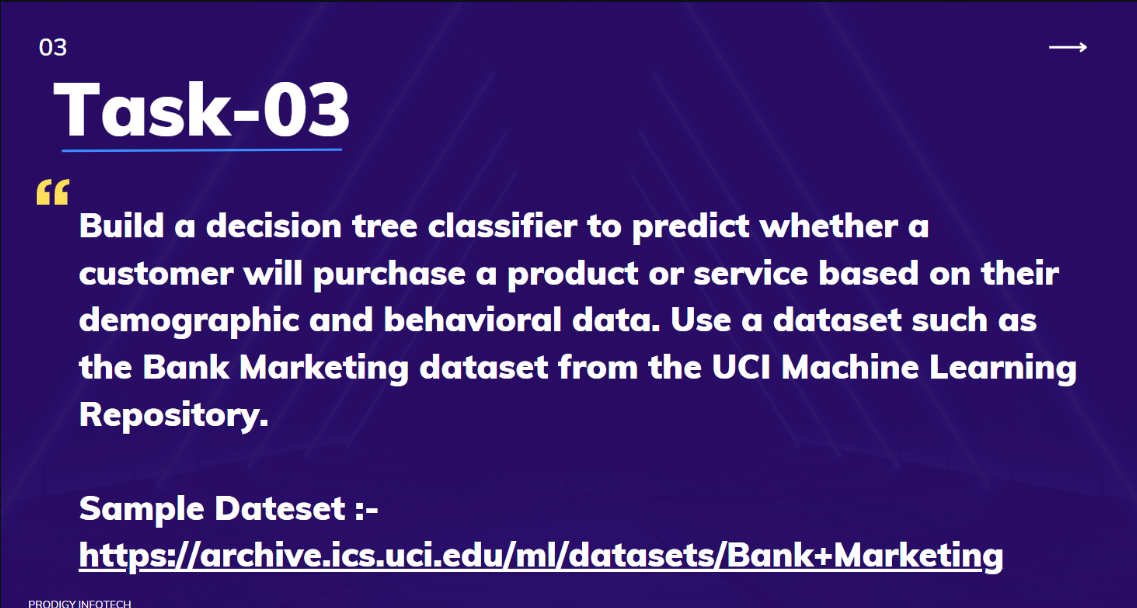 03
Task-03
“
Build a decision tree classifier to predict whether a
customer will purchase a product or service based on their
demographic and behavioral data. Use a dataset such as
the Bank Marketing dataset from the UCI Machine Learning
Repository.
Sample Dateset :-
https://archive.ics.uci.edu/ml/datasets/Bank+Marketing
PRODIGY INFOTECH